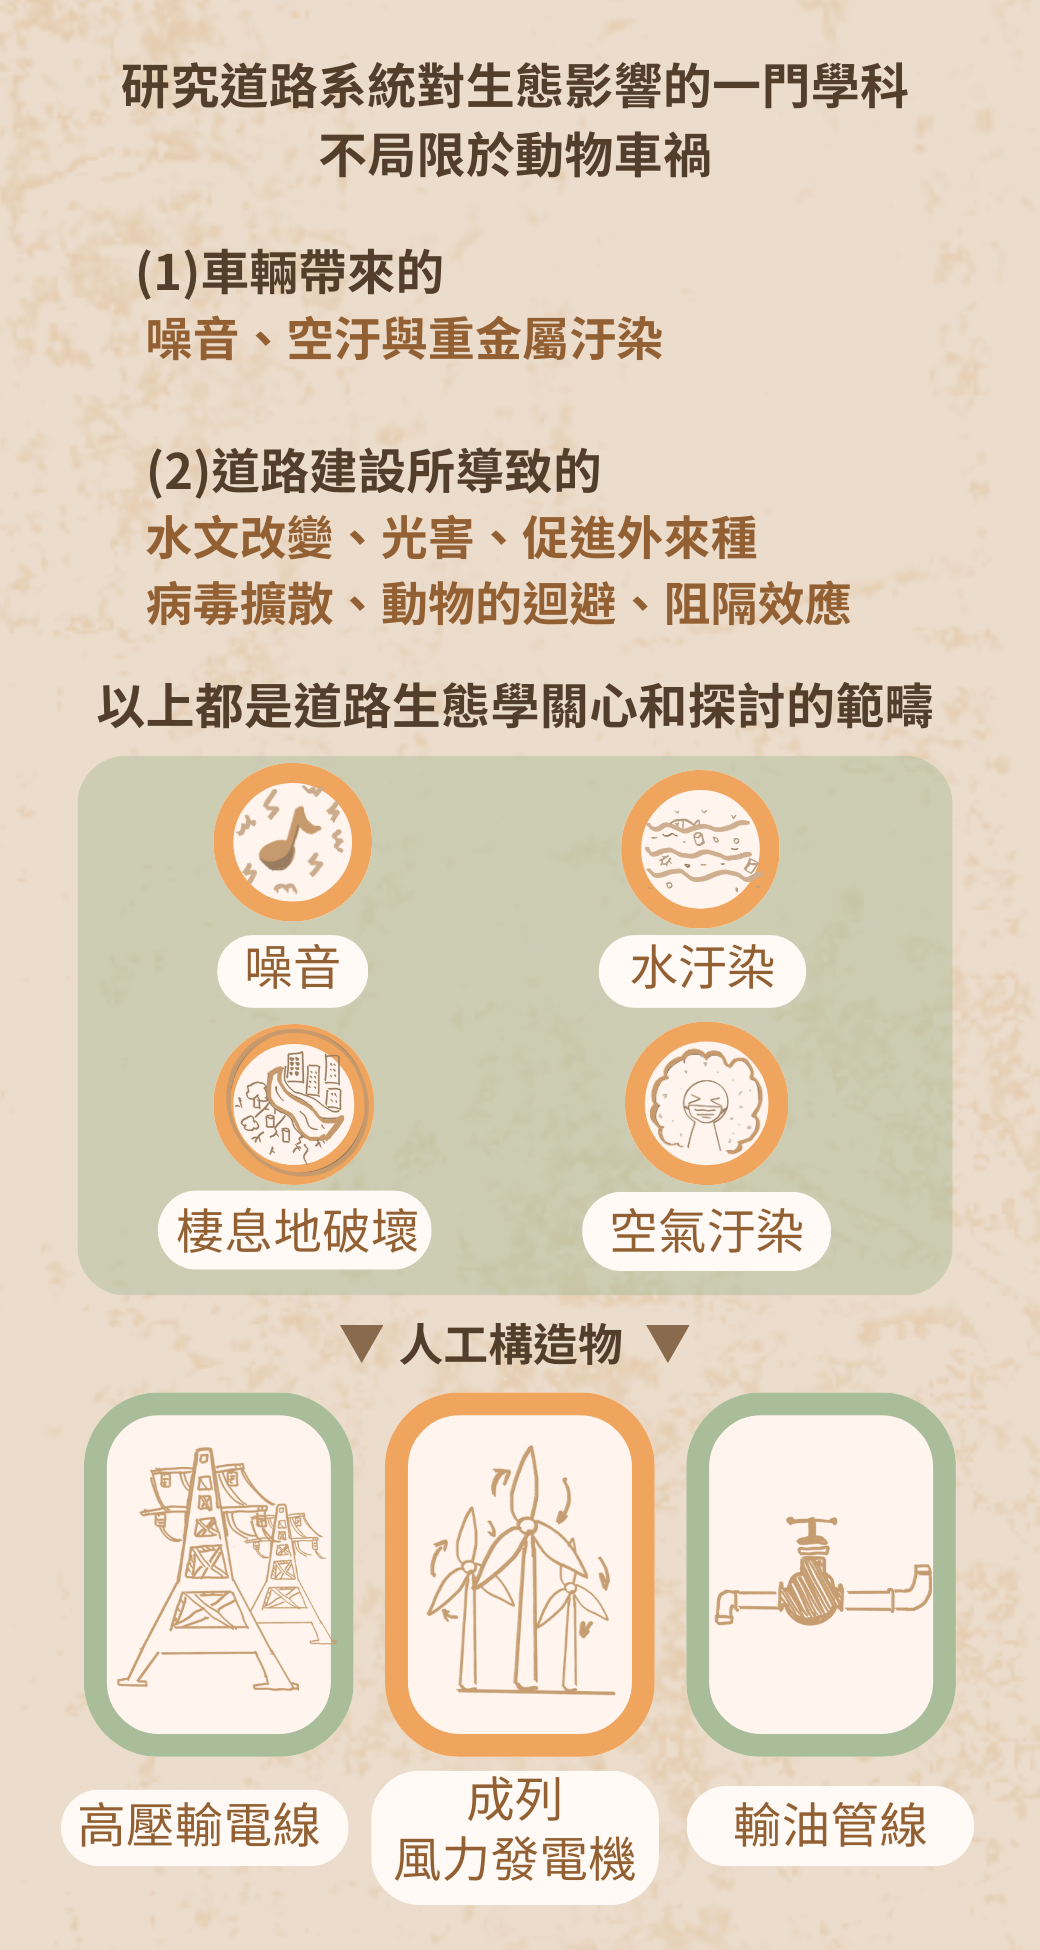 研究道路系統對生態影響的一門學科
不局限於動物車禍
(1)車輛帶來的
噪音、空汙與重金屬汙染
(2)道路建設所導致的
水文改變、光害、促進外來種
病毒擴散、動物的迴避、阻隔效應
以上都是道路生態學關心和探討的範疇
噪音
水汙染
棲息地破壞
空氣汙染
▼ 人工構造物 ▼
高壓輸電線
成列
風力發電機
輸油管線